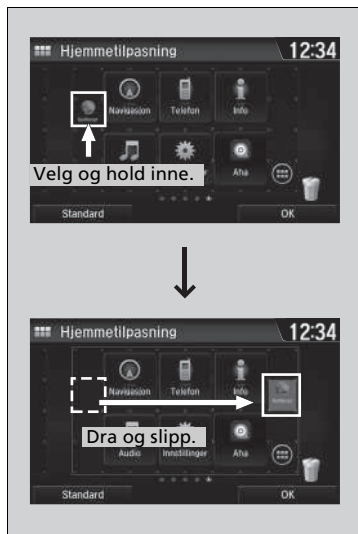 Hjemmetilpasning 12:34
Navigasjon Telefon Info
Velg og hold inne.
Aha
Standard OK
Hjemmetilpasning 12:34
Navigasjon Telefon Info
Dra og slipp.
Audio Innstillinger Aha
Standard OK